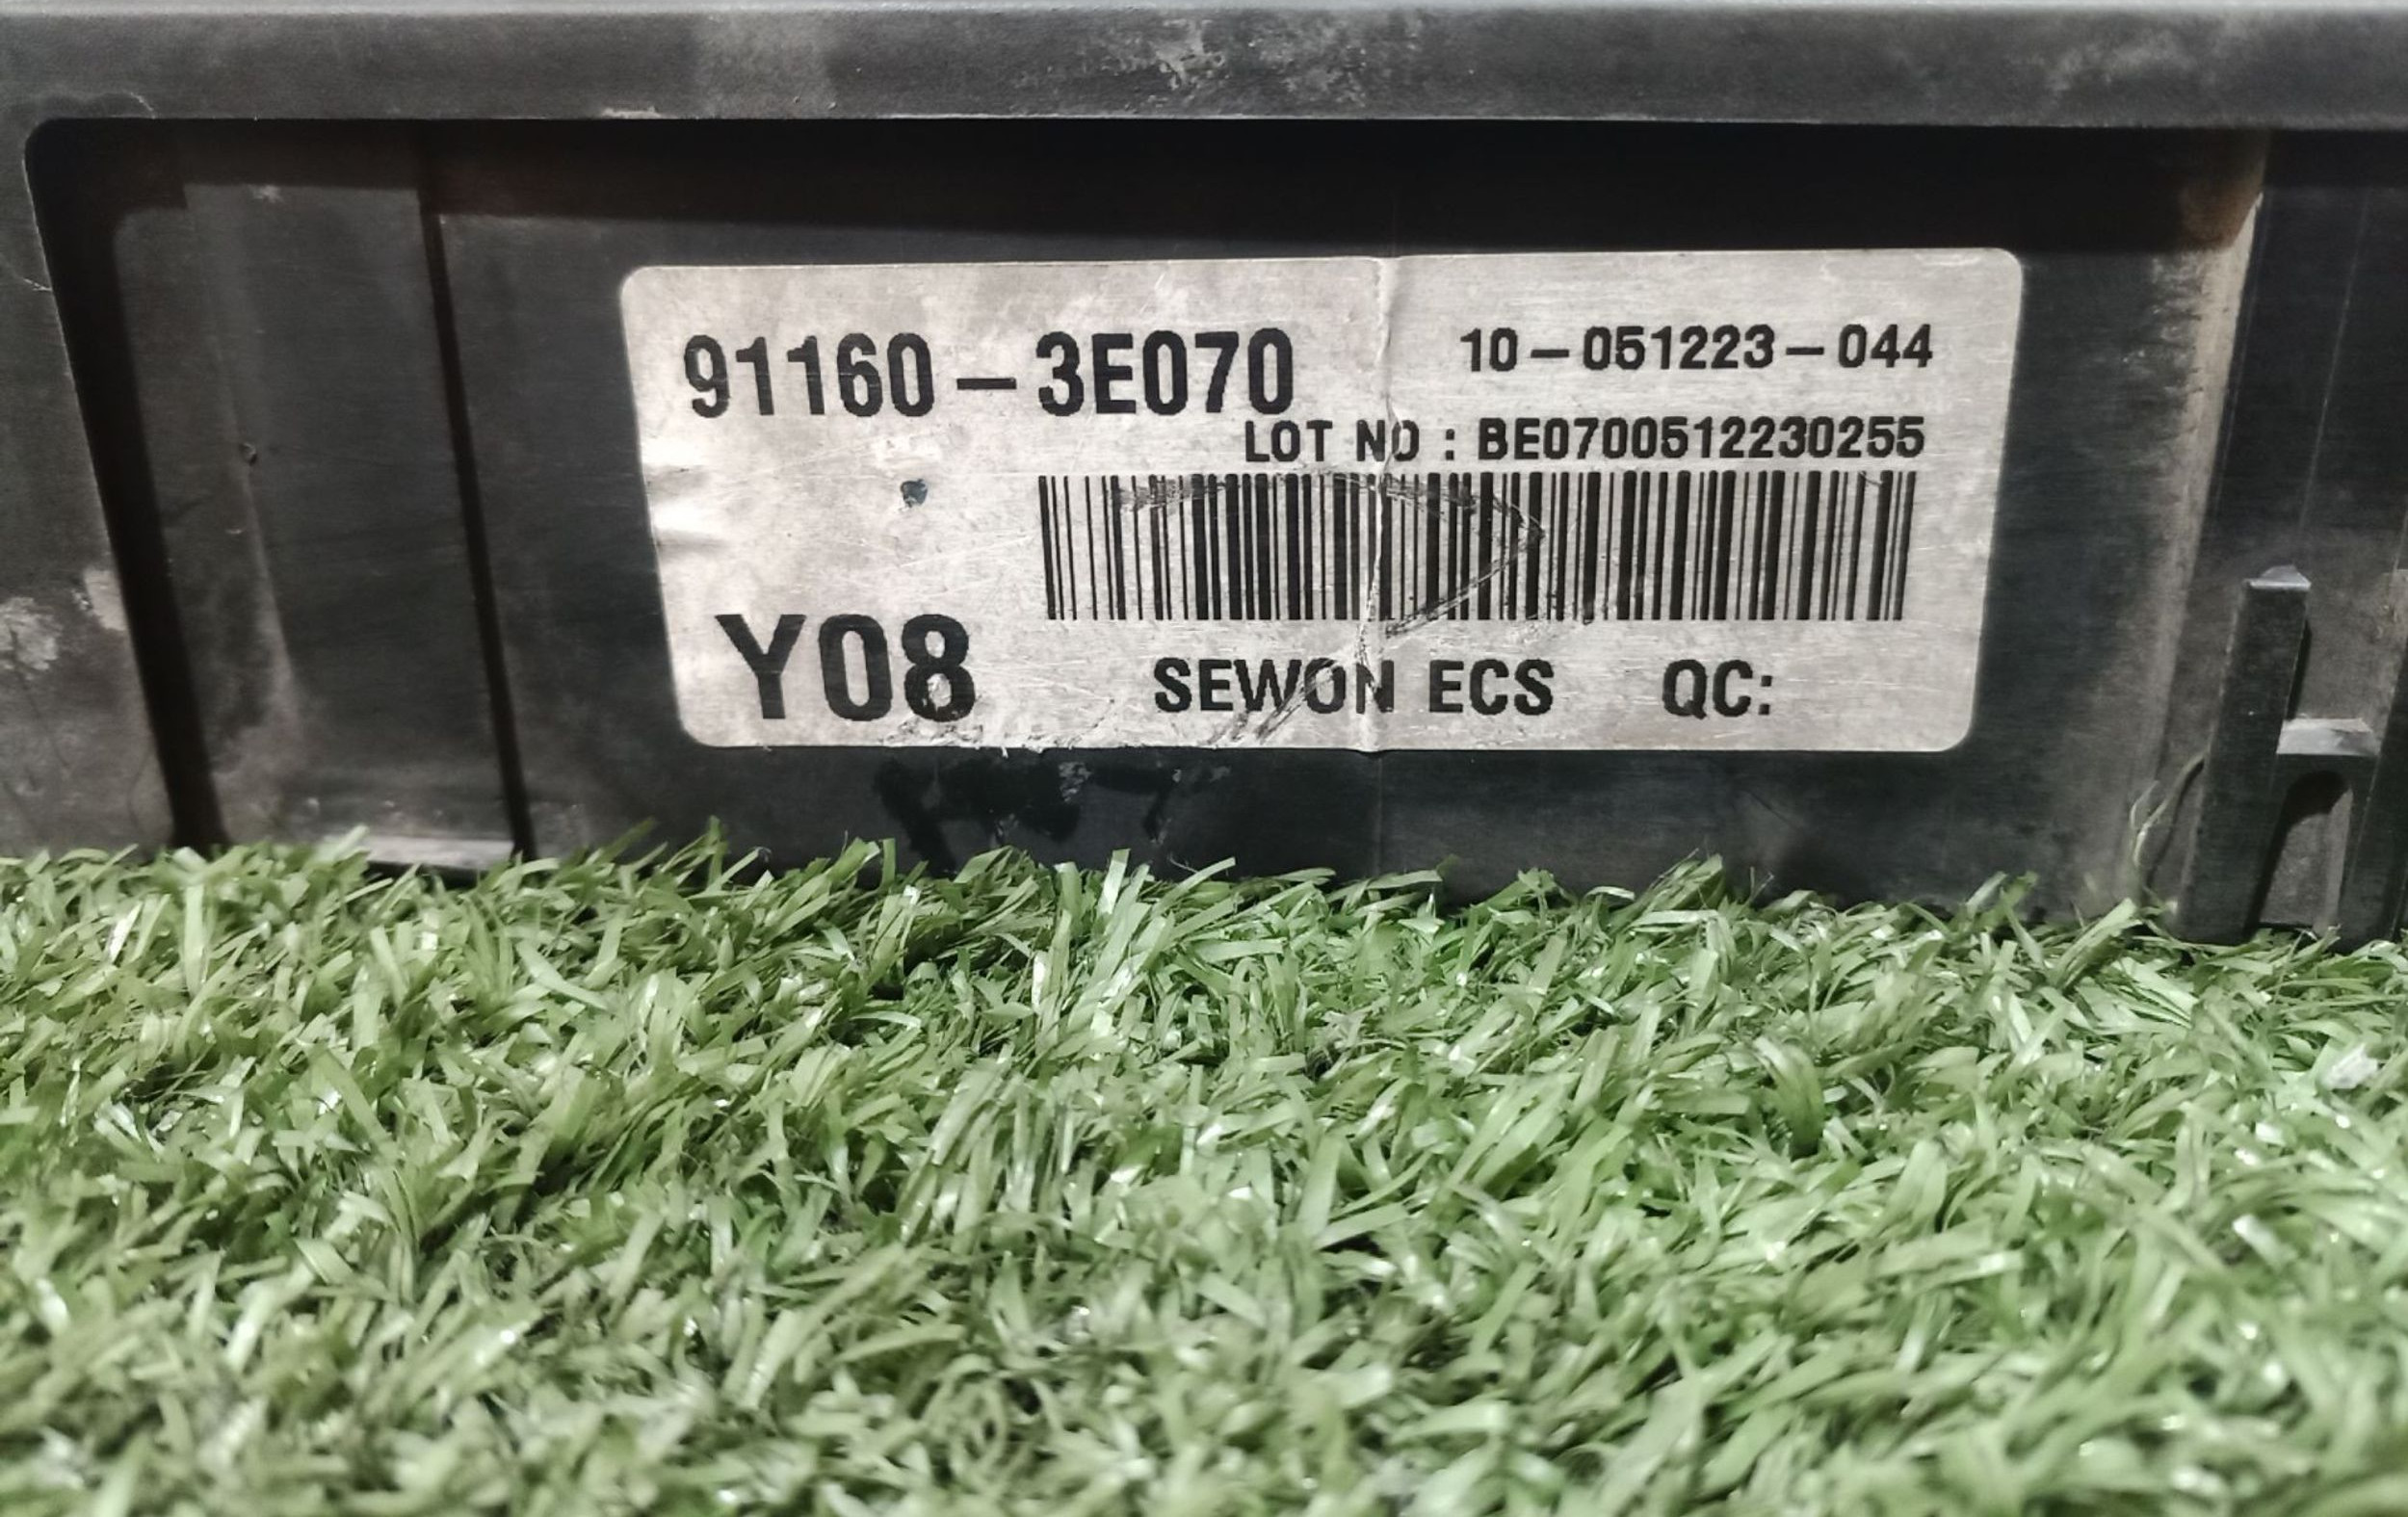 91160-3E070
10-051223-044
LOT NO : BE0700512230255
Y08
SEWON ECS QC: